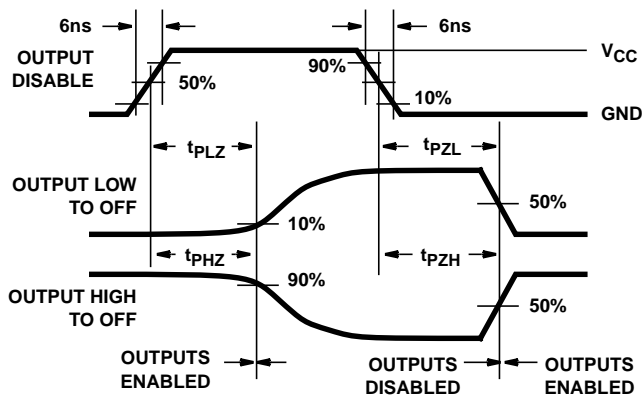 6ns
6ns
OUTPUT
DISABLE
90%
50%
10%
VCC
GND
tPLZ
tPZL
OUTPUT LOW
TO OFF
10%
50%
tPHZ
tPZH
90%
OUTPUT HIGH
TO OFF
50%
OUTPUTS
ENABLED
OUTPUTS
DISABLED
OUTPUTS
ENABLED